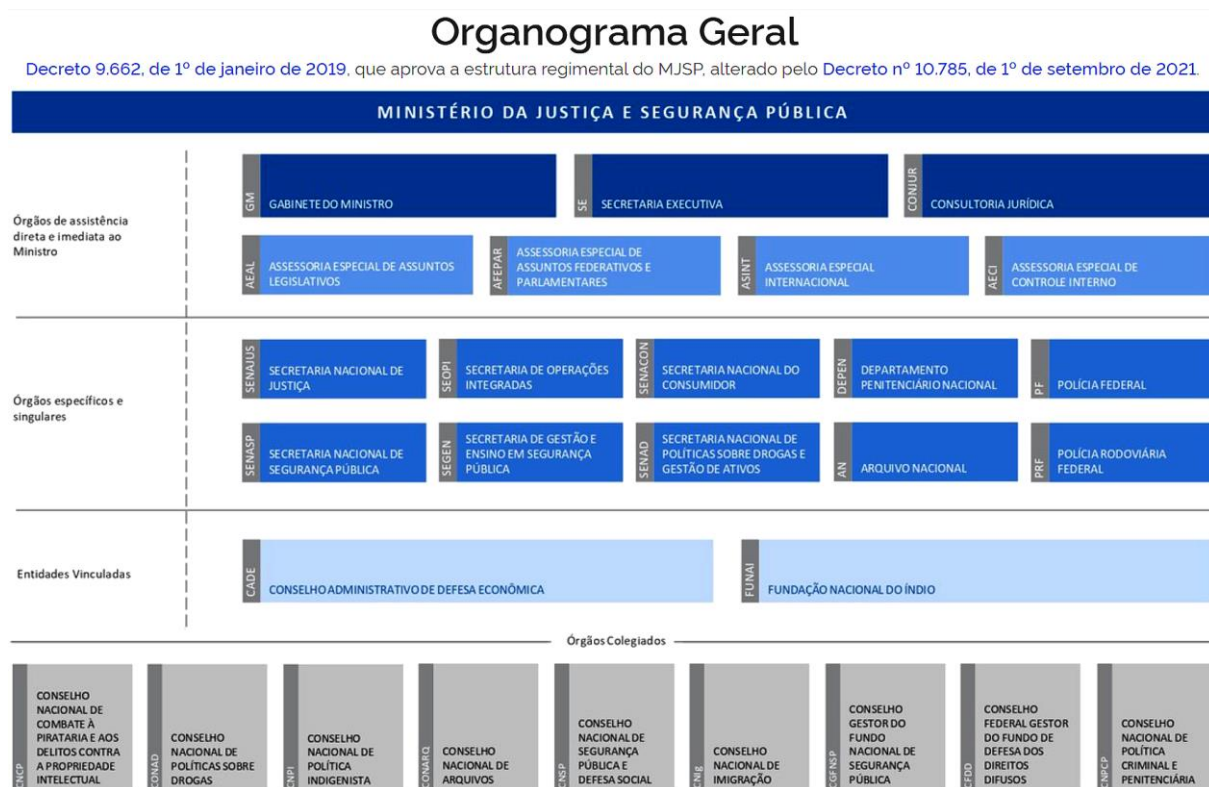 Organograma Geral
Decreto 9.662, de 1º de janeiro de 2019, que aprova a estrutura regimental do MJSP, alterado pelo Decreto nº 10.785, de 1º de setembro de 2021.
MINISTÉRIO DA JUSTIÇA E SEGURANÇA PÚBLICA
Órgãos de assistência
direta e imediata ao
Ministro
GM
GABINETE DO MINISTRO
SE
SECRETARIA EXECUTIVA
CONJUR
CONSULTORIA JURÍDICA
AEAL
ASSESSORIA ESPECIAL DE ASSUNTOS
LEGISLATIVOS
AFEPAR
ASSESSORIA ESPECIAL DE
ASSUNTOS FEDERATIVOS E
PARLAMENTARES
ASINT
ASSESSORIA ESPECIAL
INTERNACIONAL
AECI
ASSESSORIA ESPECIAL DE
CONTROLE INTERNO
Órgãos específicos e
singulares
SENAJUS
SECRETARIA NACIONAL DE
JUSTIÇA
SEOPI
SECRETARIA DE OPERAÇÕES
INTEGRADAS
SENACON
SECRETARIA NACIONAL DO
CONSUMIDOR
DEPEN
DEPARTAMENTO
PENITENCIÁRIO NACIONAL
PF
POLÍCIA FEDERAL
SENASP
SECRETARIA NACIONAL DE
SEGURANÇA PÚBLICA
SEGEN
SECRETARIA DE GESTÃO E
ENSINO EM SEGURANÇA
PÚBLICA
SENAD
SECRETARIA NACIONAL DE
POLÍTICAS SOBRE DROGAS E
GESTÃO DE ATIVOS
AN
ARQUIVO NACIONAL
PRF
POLÍCIA RODOVIÁRIA
FEDERAL
Entidades Vinculadas
CADE
CONSELHO ADMINISTRATIVO DE DEFESA ECONÔMICA
FUNAI
FUNDAÇÃO NACIONAL DO ÍNDIO
Órgãos Colegiados
CNCP
CONSELHO
NACIONAL DE
COMBATE À
PIRATARIA E AOS
DELITOS CONTRA
A PROPRIEDADE
INTELECTUAL
CONAD
CONSELHO
NACIONAL DE
POLÍTICAS SOBRE
DROGAS
CNPI
CONSELHO
NACIONAL DE
POLÍTICA
INDIGENISTA
CONARQ
CONSELHO
NACIONAL DE
ARQUIVOS
CNSP
CONSELHO
NACIONAL DE
SEGURANÇA
PÚBLICA E
DEFESA SOCIAL
CNIg
CONSELHO
NACIONAL DE
IMIGRAÇÃO
CGFNSP
CONSELHO
GESTOR DO
FUNDO
NACIONAL DE
SEGURANÇA
PÚBLICA
CFDD
CONSELHO
FEDERAL GESTOR
DO FUNDO DE
DEFESA DOS
DIREITOS
DIFUSOS
CNPCP
CONSELHO
NACIONAL DE
POLÍTICA
CRIMINAL E
PENITENCIÁRIA